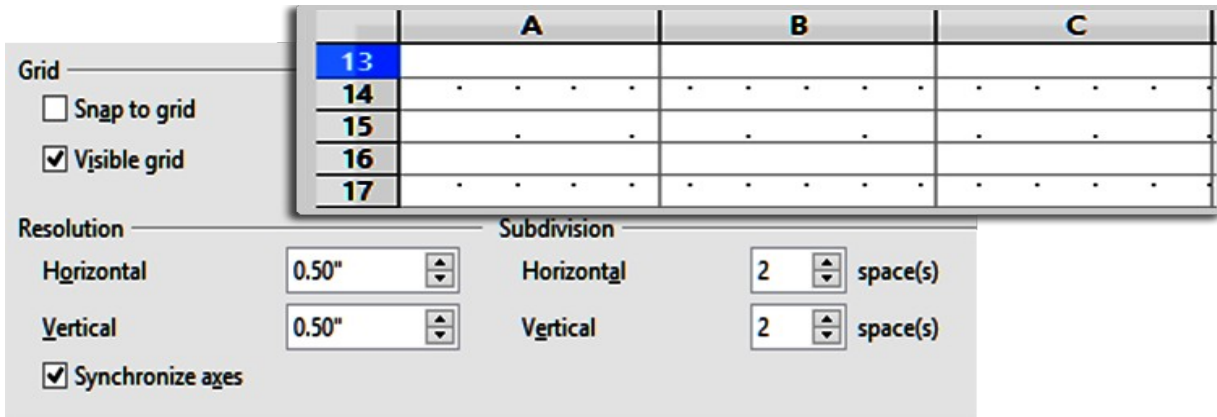 A B C
13
14
15
16
17
Grid
Snap to grid
Visible grid
Resolution Subdivision
Horizontal 0.50" Horizontal 2 space(s)
Vertical 0.50" Vertical 2 space(s)
Synchronize axes